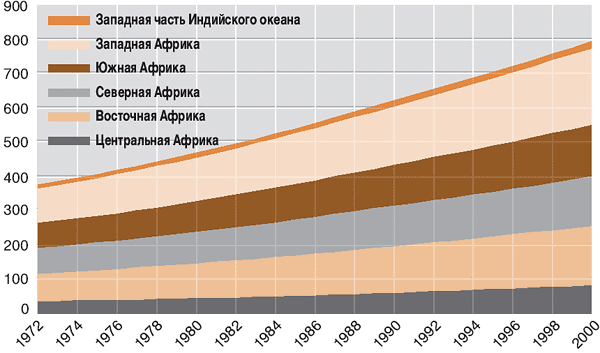 900
800
700
600
500
400
300
200
100
0
Западная часть Индийского океана
Западная Африка
Южная Африка
Северная Африка
Восточная Африка
Центральная Африка
1972 1974 1976 1978 1980 1982 1984 1986 1988 1990 1992 1994 1996 1998 2000